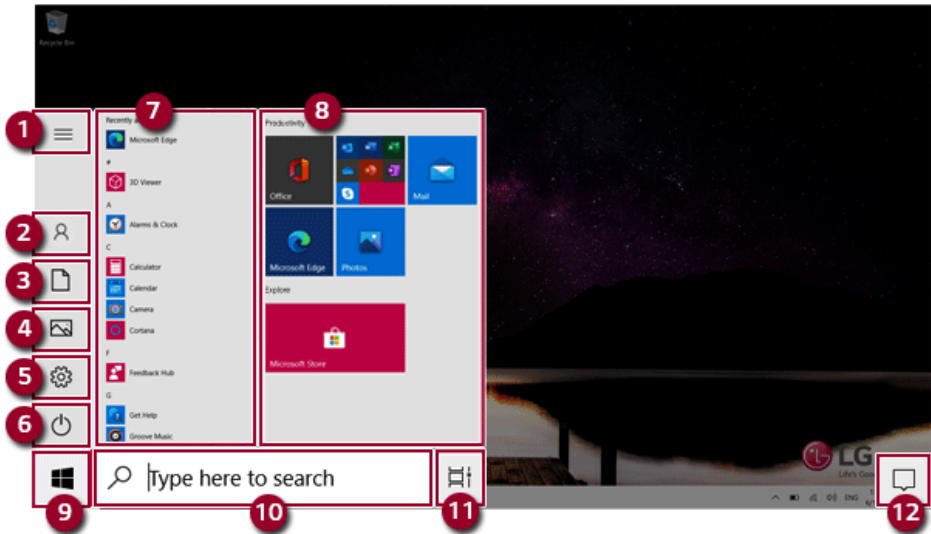 Recycle Bin
1
2
3
4
5
6
7
8
9
10
11
12
Recently
Microsoft Edge
#
3D Viewer
A
Alarms & Clock
C
Calculator
Calendar
Camera
Cortana
F
Feedback Hub
G
Get Help
Groove Music
Productivity
Office
Mail
Microsoft Edge
Photos
Explore
Microsoft Store
Type here to search
LG
Life's
ENG